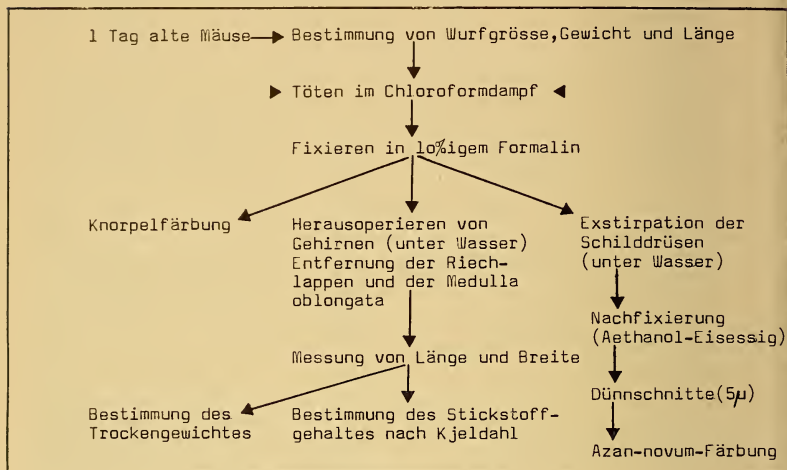 1 Tag alte Mäuse → Bestimmung von Wurfgrösse, Gewicht und Länge
▶ Töten im Chloroformdampf ◀
Fixieren in lo%igem Formalin
Knorpelfärbung
Herausoperieren von
Gehirnen (unter Wasser)
Entfernung der Riech-
lappen und der Medulla
oblongata
Exstirpation der
Schilddrüsen
(unter Wasser)
Nachfixierung
(Aethanol-Eisessig)
Messung von Länge und Breite
Dünnschnitte(5µ)
Bestimmung des
Trockengewichtes
Bestimmung des Stickstoff-
gehaltes nach Kjeldahl
Azan-novum-Färbung